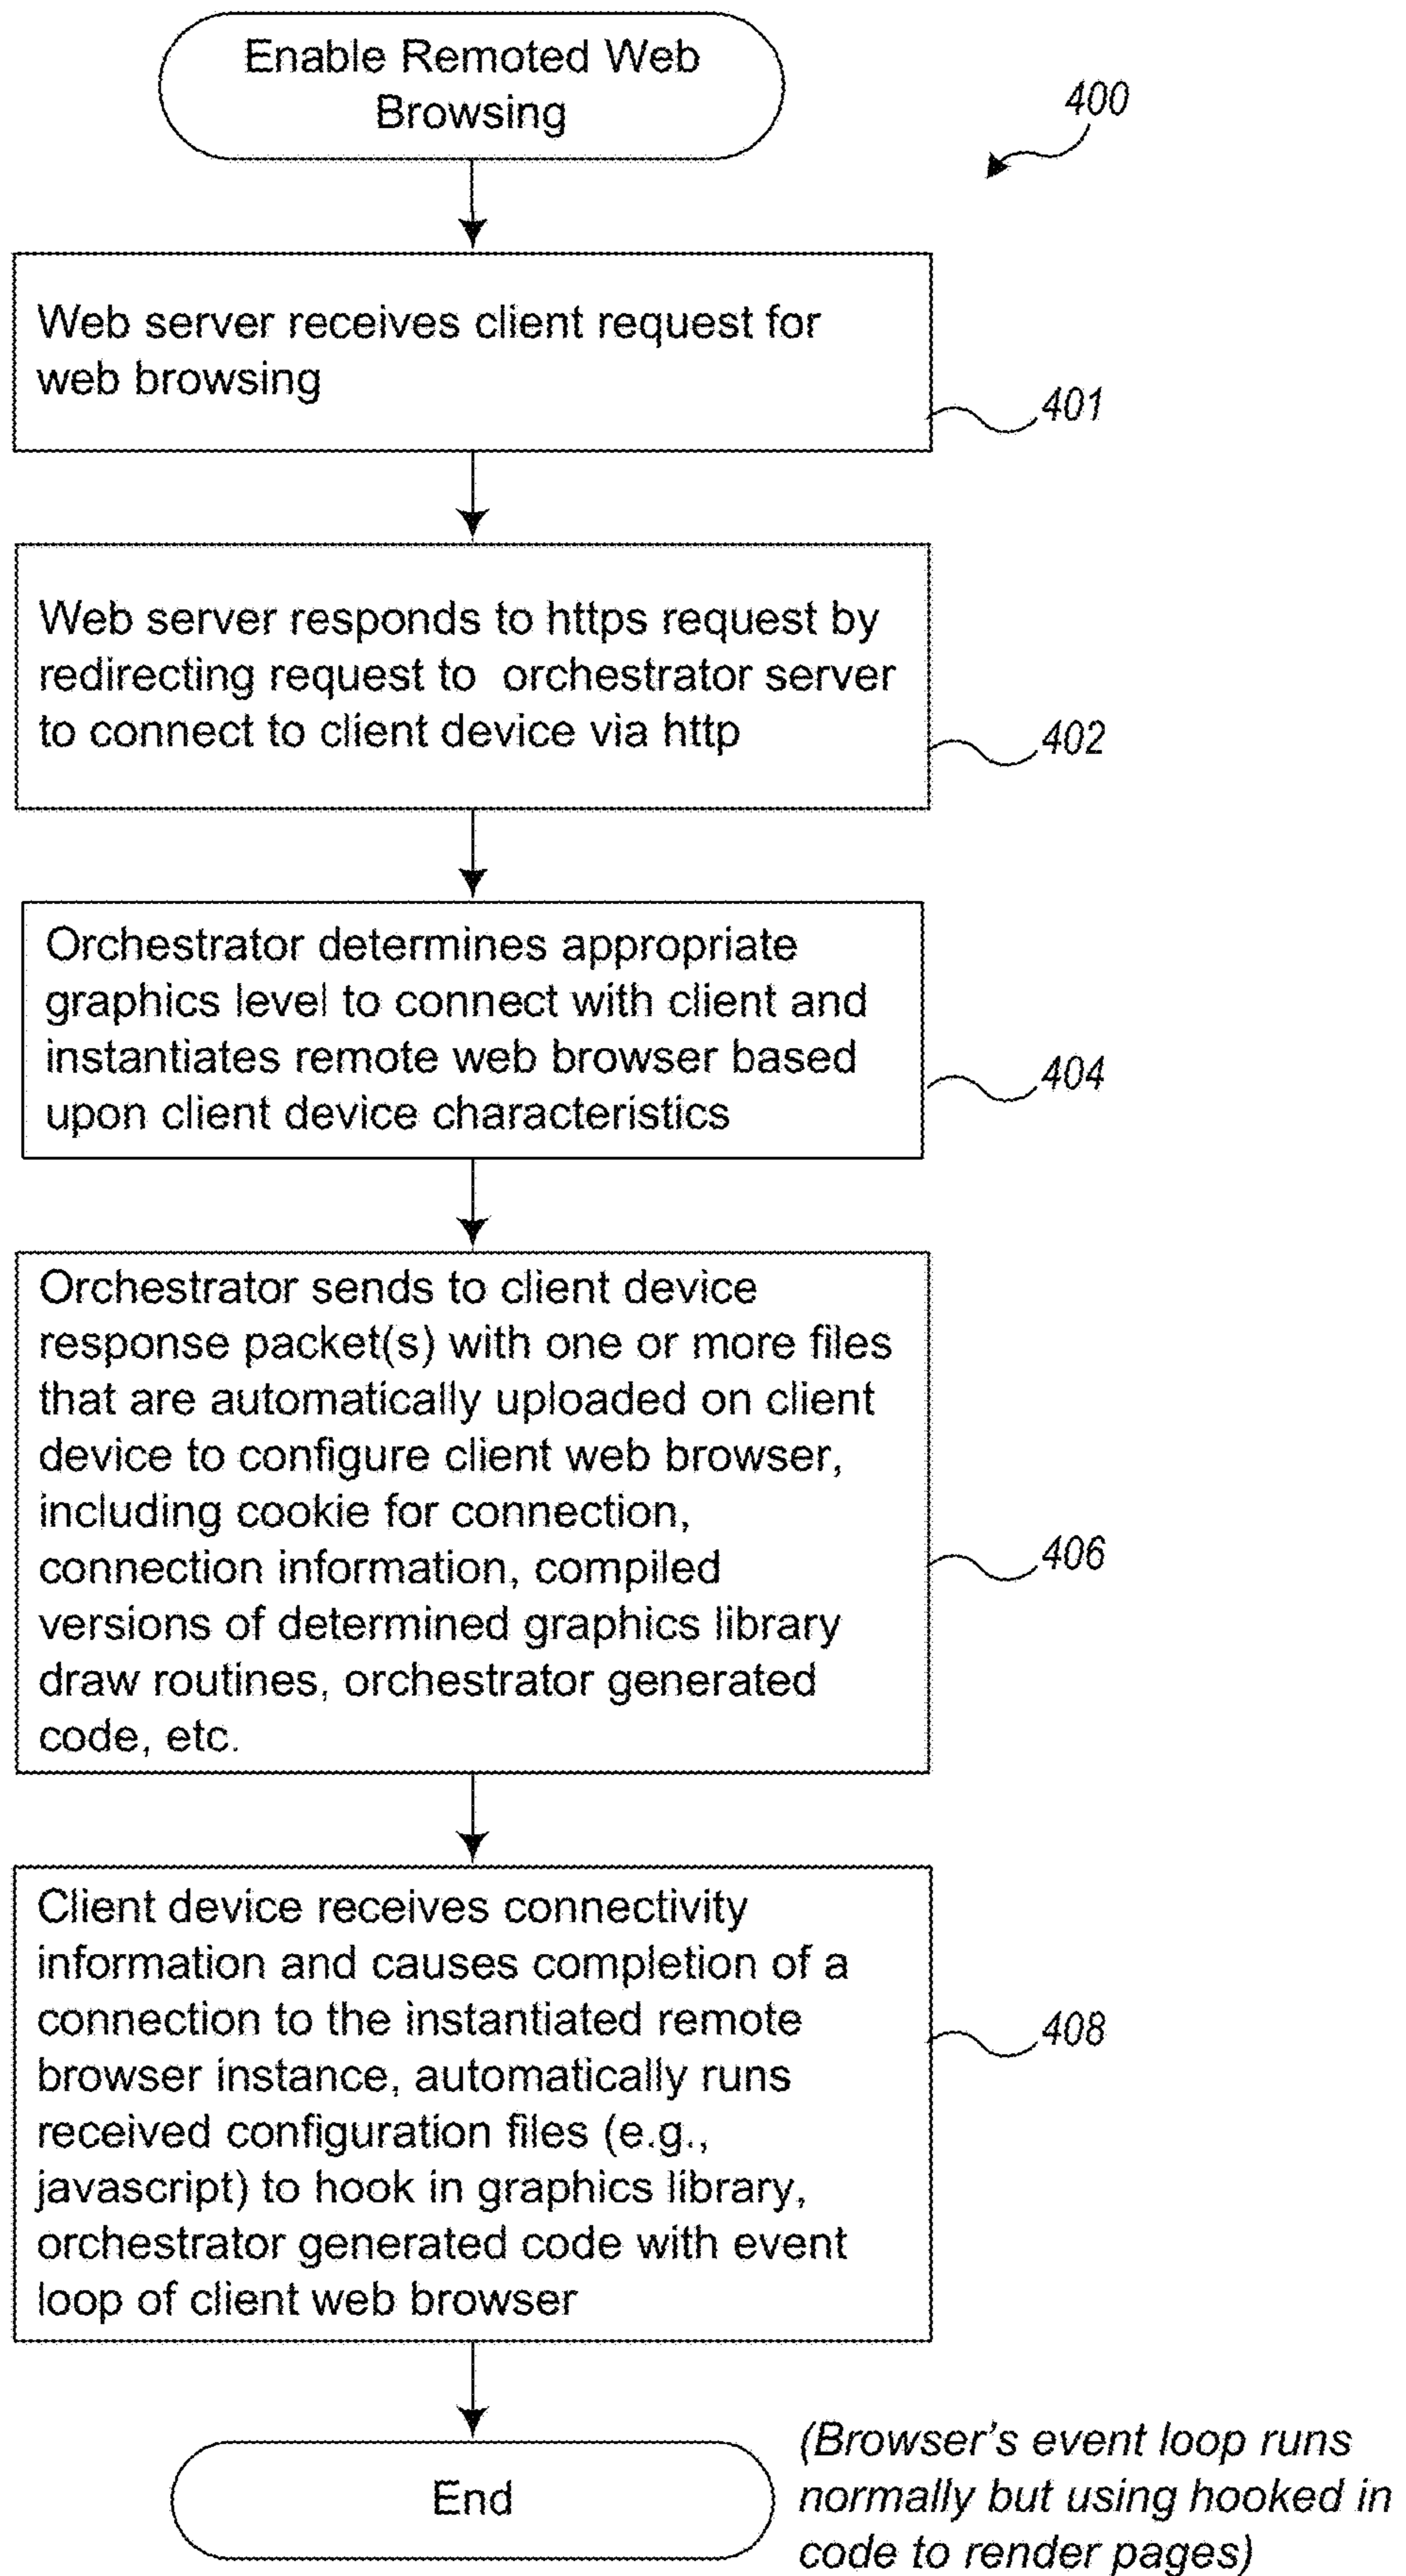 Enable Remoted Web
Browsing
400
Web server receives client request for
web browsing
401
Web server responds to https request by
redirecting request to orchestrator server
to connect to client device via http
402
Orchestrator determines appropriate
graphics level to connect with client and
instantiates remote web browser based
upon client device characteristics
404
Orchestrator sends to client device
response packet(s) with one or more files
that are automatically uploaded on client
device to configure client web browser,
including cookie for connection,
connection information, compiled
versions of determined graphics library
draw routines, orchestrator generated
code, etc.
406
Client device receives connectivity
information and causes completion of a
connection to the instantiated remote
browser instance, automatically runs
received configuration files (e.g.,
javascript) to hook in graphics library,
orchestrator generated code with event
loop of client web browser
408
End
(Browser's event loop runs
normally but using hooked in
code to render pages)